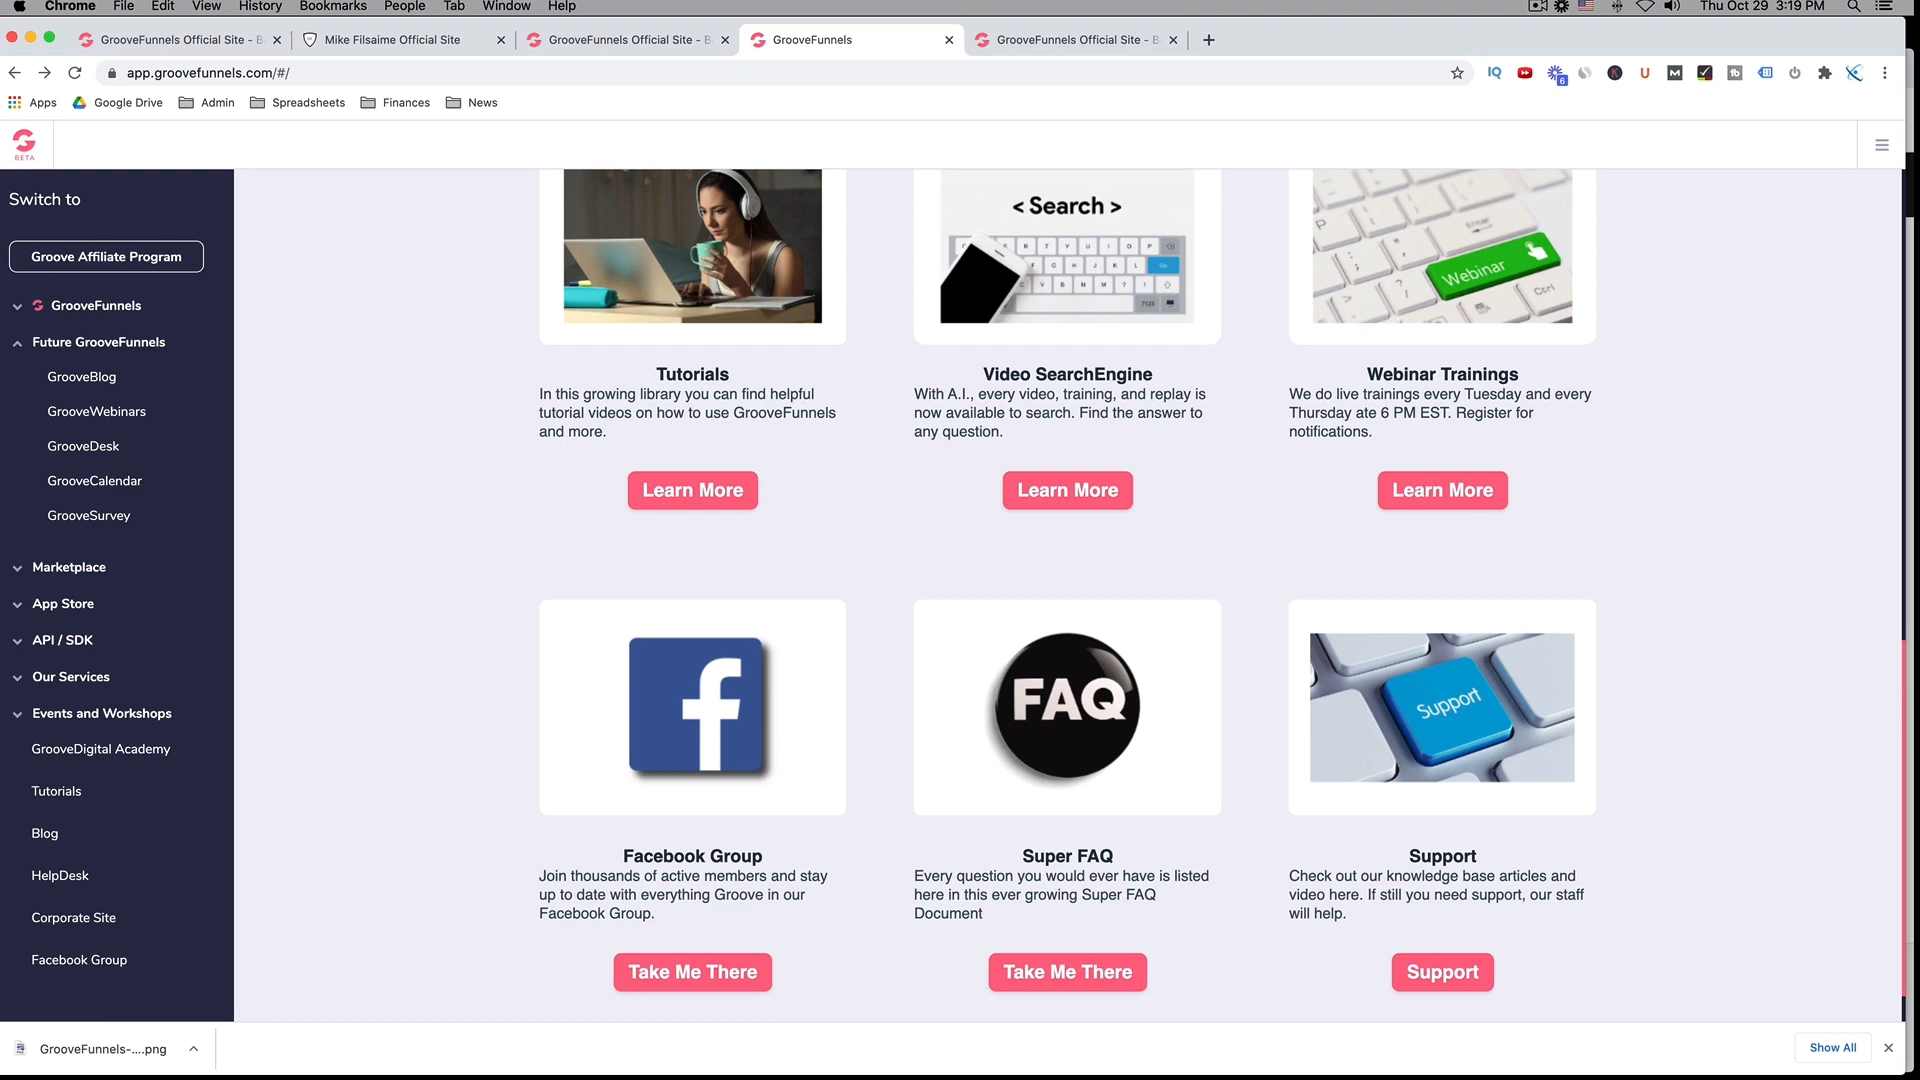 Chrome File Edit View History Bookmarks People Tab Window Help Thu Oct 29 3:19 PM
GrooveFunnels Official Site - B Mike Filsaime Official Site GrooveFunnels Official Site - B GrooveFunnels GrooveFunnels Official Site - B
app.groovefunnels.com/#/
Apps Google Drive Admin Spreadsheets Finances News
BETA
Switch to
Groove Affiliate Program
GrooveFunnels
Future GrooveFunnels
GrooveBlog
GrooveWebinars
GrooveDesk
GrooveCalendar
GrooveSurvey
Marketplace
App Store
API / SDK
Our Services
Events and Workshops
GrooveDigital Academy
Tutorials
Blog
HelpDesk
Corporate Site
Facebook Group
< Search >
Enter
Webinar
Ctrl
Tutorials
In this growing library you can find helpful
tutorial videos on how to use GrooveFunnels
and more.
Learn More
Video SearchEngine
With A.I., every video, training, and replay is
now available to search. Find the answer to
any question.
Learn More
Webinar Trainings
We do live trainings every Tuesday and every
Thursday ate 6 PM EST. Register for
notifications.
Learn More
f
FAQ
Support
Facebook Group
Join thousands of active members and stay
up to date with everything Groove in our
Facebook Group.
Take Me There
Super FAQ
Every question you would ever have is listed
here in this ever growing Super FAQ
Document
Take Me There
Support
Check out our knowledge base articles and
video here. If still you need support, our staff
will help.
Support
GrooveFunnels-....png
Show All